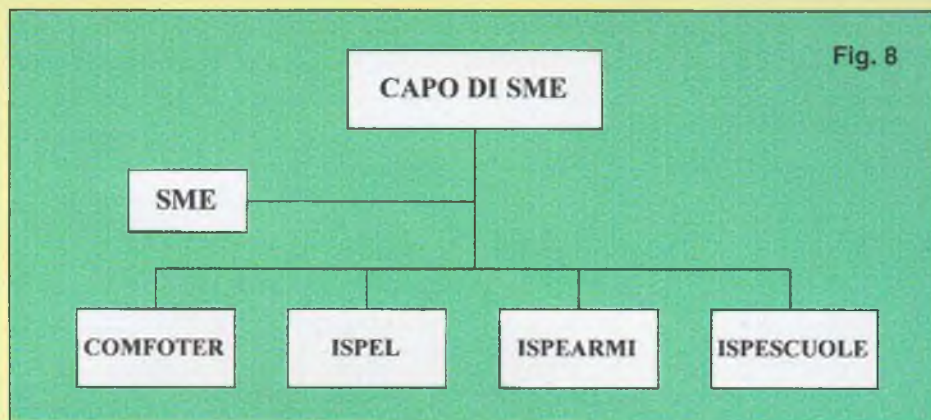 Fig. 8
CAPO DI SME
SME
COMFOTER
ISPEL
ISPEARMI
ISPESCUOLE